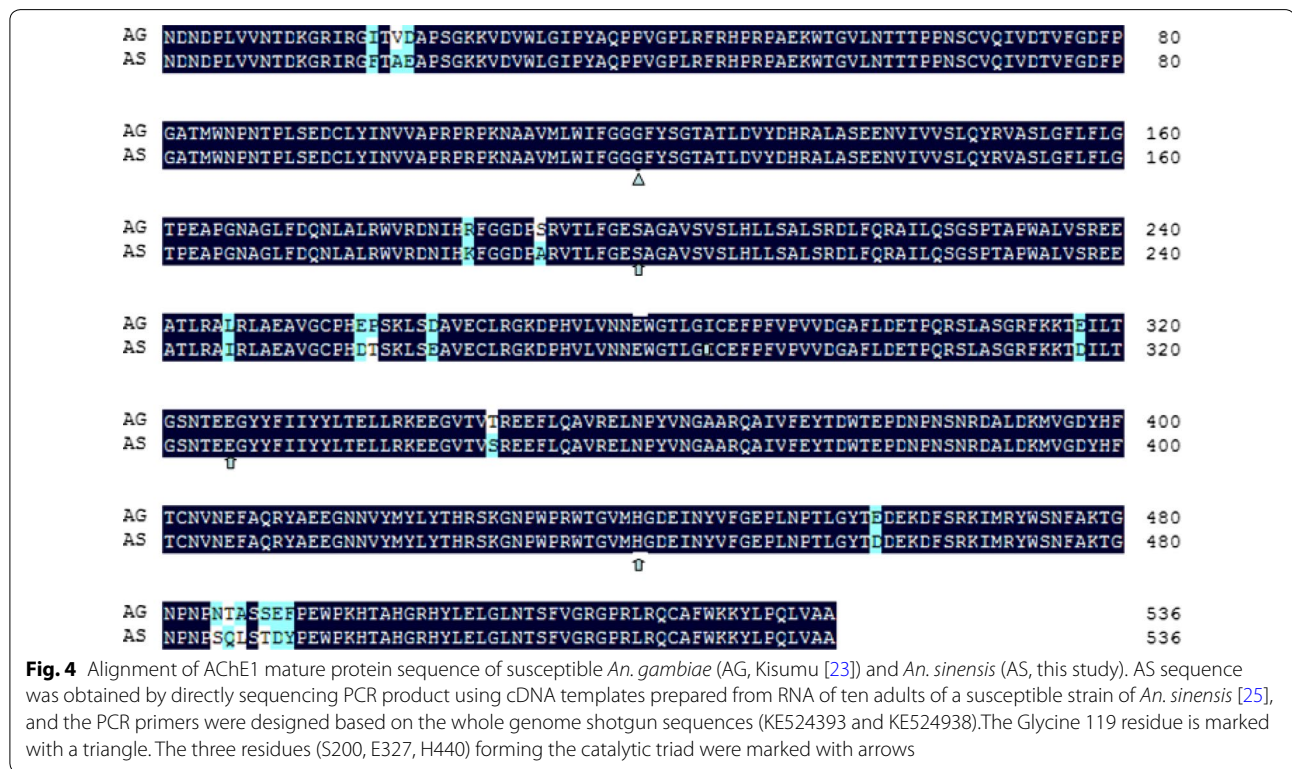 AG NDNDPLVVNTDKGRIRGITVDAPSGKKVDVWLGIPYAQPPVGPLRFRHPRPAEKWTGVLNTTTPPNSCVQIVDTVFGDFP 80
AS NDNDPLVVNTDKGRIRGFTAEAPSGKKVDVWLGIPYAQPPVGPLRFRHPRPAEKWTGVLNTTTPPNSCVQIVDTVFGDFP 80
AG GATMWNPNTPLSEDCLYINVVAPRPRPKNAAVMLWIFGGGFYSGTATLDVYDHRALASEENVIVVSLQYRVASLGFLFLG 160
AS GATMWNPNTPLSEDCLYINVVAPRPRPKNAAVMLWIFGGGFYSGTATLDVYDHRALASEENVIVVSLQYRVASLGFLFLG 160
AG TPEAPGNAGLFDQNLALRWVRDNIHRFGGDPSRVTLFGESAGAVSVSLHLLSALSRDLFQRAILQSGSPTAPWALVSREE 240
AS TPEAPGNAGLFDQNLALRWVRDNIHKFGGDPARVTLFGESAGAVSVSLHLLSALSRDLFQRAILQSGSPTAPWALVSREE 240
AG ATLRALRLAEAVGCPHEPSKLSDAVECLRGKDPHVLVNNEWGTLGICEFPFVPVVDGAFLDETPQRSLASGRFKKTEILT 320
AS ATLRAIRLAEAVGCPHDTSKLSEAVECLRGKDPHVLVNNEWGTLGICEFPFVPVVDGAFLDETPQRSLASGRFKKTDILT 320
AG GSNTEEGYYFIIYYLTELLRKEEGVTVTREEFLQAVRELNPYVNGAARQAIVFEYTDWTEPDNPNSNRDALDKMVGDYHF 400
AS GSNTEEGYYFIIYYLTELLRKEEGVTVSREEFLQAVRELNPYVNGAARQAIVFEYTDWTEPDNPNSNRDALDKMVGDYHF 400
AG TCNVNEFAQRYAEEGNNVYMYLYTHRSKGNPWPRWTGVMHGDEINYVFGEPLNPTLGYTEDEKDFSRKIMRYWSNFAKTG 480
AS TCNVNEFAQRYAEEGNNVYMYLYTHRSKGNPWPRWTGVMHGDEINYVFGEPLNPTLGYTDDEKDFSRKIMRYWSNFAKTG 480
AG NPNPNTASSEFPEWPKHTAHGRHYLELGLNTSFVGRGPRLRQCAFWKKYLPQLVAA 536
AS NPNPSQLSTDYPEWPKHTAHGRHYLELGLNTSFVGRGPRLRQCAFWKKYLPQLVAA 536
Fig. 4 Alignment of AChE1 mature protein sequence of susceptible An. gambiae (AG, Kisumu [23]) and An. sinensis (AS, this study). AS sequence
was obtained by directly sequencing PCR product using cDNA templates prepared from RNA of ten adults of a susceptible strain of An. sinensis [25],
and the PCR primers were designed based on the whole genome shotgun sequences (KE524393 and KE524938).The Glycine 119 residue is marked
with a triangle. The three residues (S200, E327, H440) forming the catalytic triad were marked with arrows